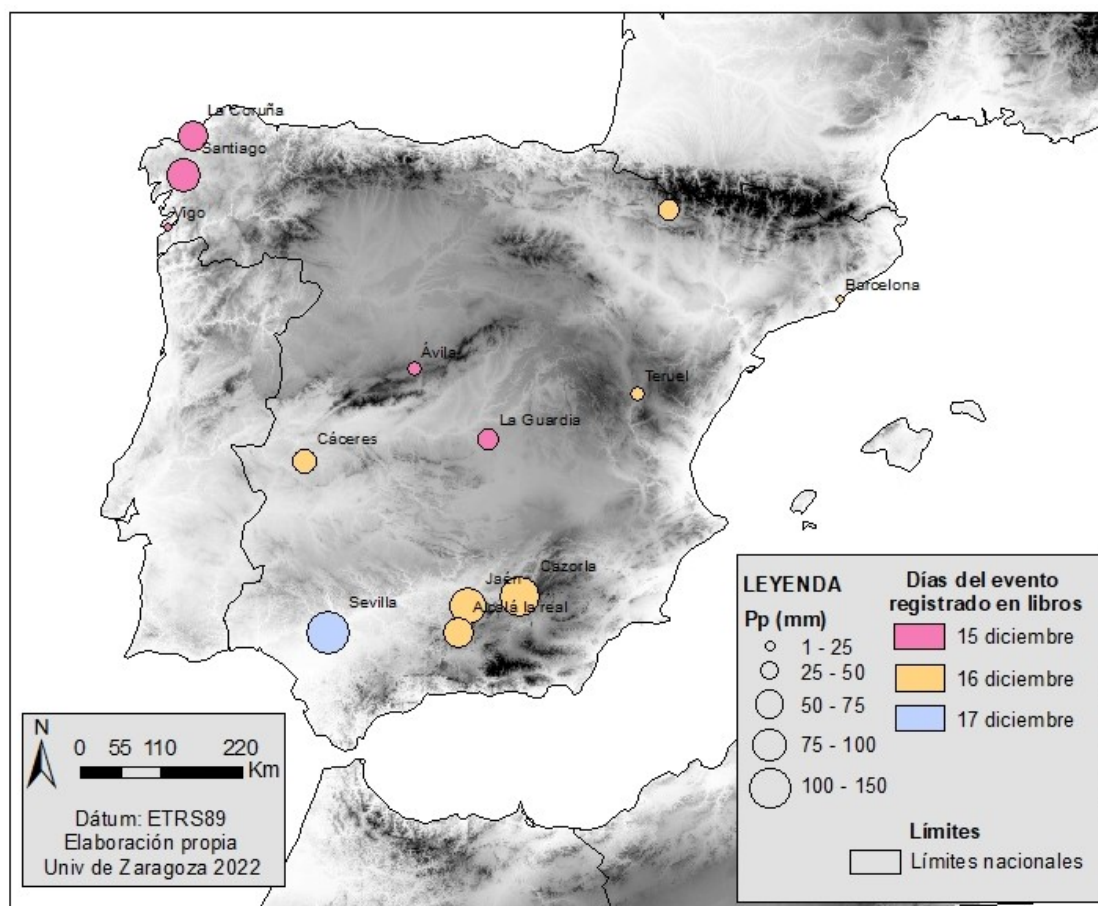 La Coruña
Santiago
Vigo
Barcelona
Ávila
Teruel
La Guardia
Cáceres
Cazorla
Jaén
Sevilla
Alcalá la real
LEYENDA
Pp (mm)
1 - 25
25 - 50
50 - 75
75 - 100
100 - 150
Días del evento
registrado en libros
15 diciembre
16 diciembre
17 diciembre
Límites
Límites nacionales
N
0 55 110 220
Km
Dátum: ETRS89
Elaboración propia
Univ de Zaragoza 2022